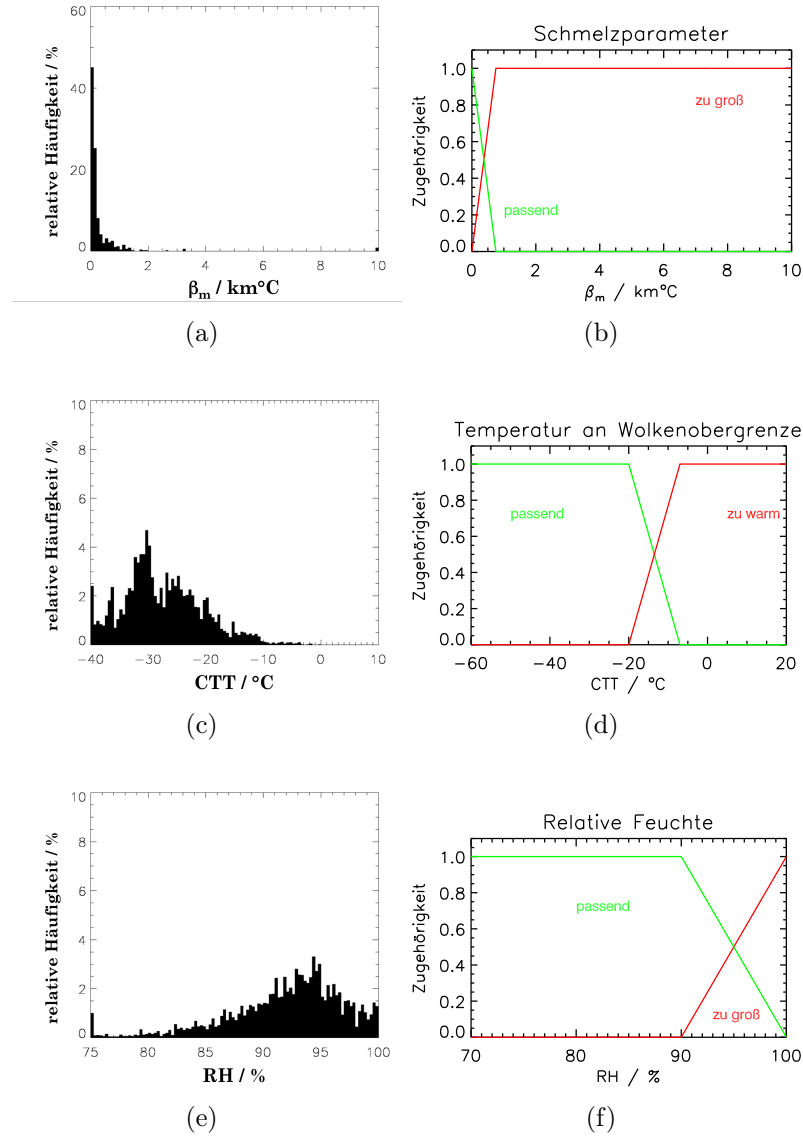 relative Häufigkeit / %
60
40
20
0
0 2 4 6 8 10
βm / km°C
(a)
Schmelzparameter
Zugehörigkeit
1.0
0.8
0.6
0.4
0.2
0.0
zu groß
passend
0 2 4 6 8 10
βm / km°C
(b)
relative Häufigkeit / %
10
8
6
4
2
0
−40 −30 −20 −10 0 10
CTT / °C
(c)
Temperatur an Wolkenobergrenze
Zugehörigkeit
1.0
0.8
0.6
0.4
0.2
0.0
passend
zu warm
−60 −40 −20 0 20
CTT / °C
(d)
relative Häufigkeit / %
10
8
6
4
2
0
75 80 85 90 95 100
RH / %
(e)
Relative Feuchte
Zugehörigkeit
1.0
0.8
0.6
0.4
0.2
0.0
passend
zu groß
70 80 90 100
RH / %
(f)